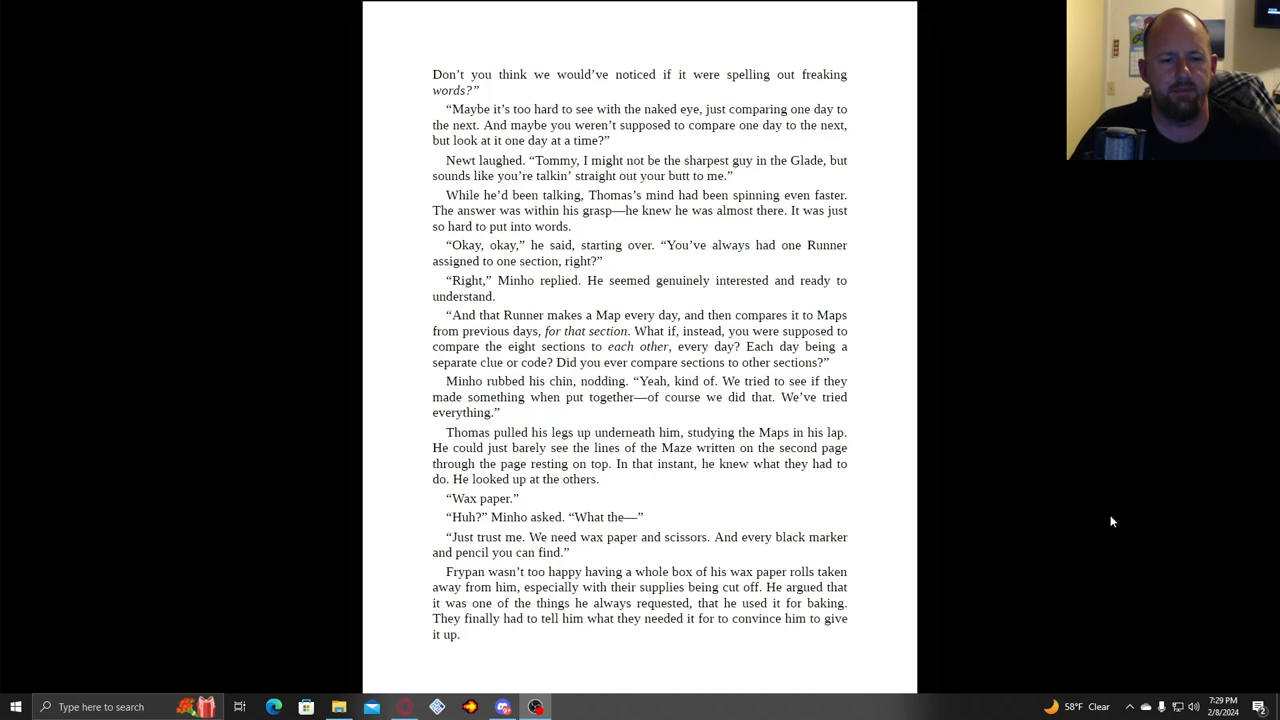 Don’t you think we would’ve noticed if it were spelling out freaking
words?”
“Maybe it’s too hard to see with the naked eye, just comparing one day to
the next. And maybe you weren’t supposed to compare one day to the next,
but look at it one day at a time?”
Newt laughed. “Tommy, I might not be the sharpest guy in the Glade, but
sounds like you’re talkin’ straight out your butt to me.”
While he’d been talking, Thomas’s mind had been spinning even faster.
The answer was within his grasp—he knew he was almost there. It was just
so hard to put into words.
“Okay, okay,” he said, starting over. “You’ve always had one Runner
assigned to one section, right?”
“Right,” Minho replied. He seemed genuinely interested and ready to
understand.
“And that Runner makes a Map every day, and then compares it to Maps
from previous days, for that section. What if, instead, you were supposed to
compare the eight sections to each other, every day? Each day being a
separate clue or code? Did you ever compare sections to other sections?”
Minho rubbed his chin, nodding. “Yeah, kind of. We tried to see if they
made something when put together—of course we did that. We’ve tried
everything.”
Thomas pulled his legs up underneath him, studying the Maps in his lap.
He could just barely see the lines of the Maze written on the second page
through the page resting on top. In that instant, he knew what they had to
do. He looked up at the others.
“Wax paper.”
“Huh?” Minho asked. “What the—”
“Just trust me. We need wax paper and scissors. And every black marker
and pencil you can find.”
Frypan wasn’t too happy having a whole box of his wax paper rolls taken
away from him, especially with their supplies being cut off. He argued that
it was one of the things he always requested, that he used it for baking.
They finally had to tell him what they needed it for to convince him to give
it up.
Type here to search
58°F Clear
7:29 PM
2/8/2024
2